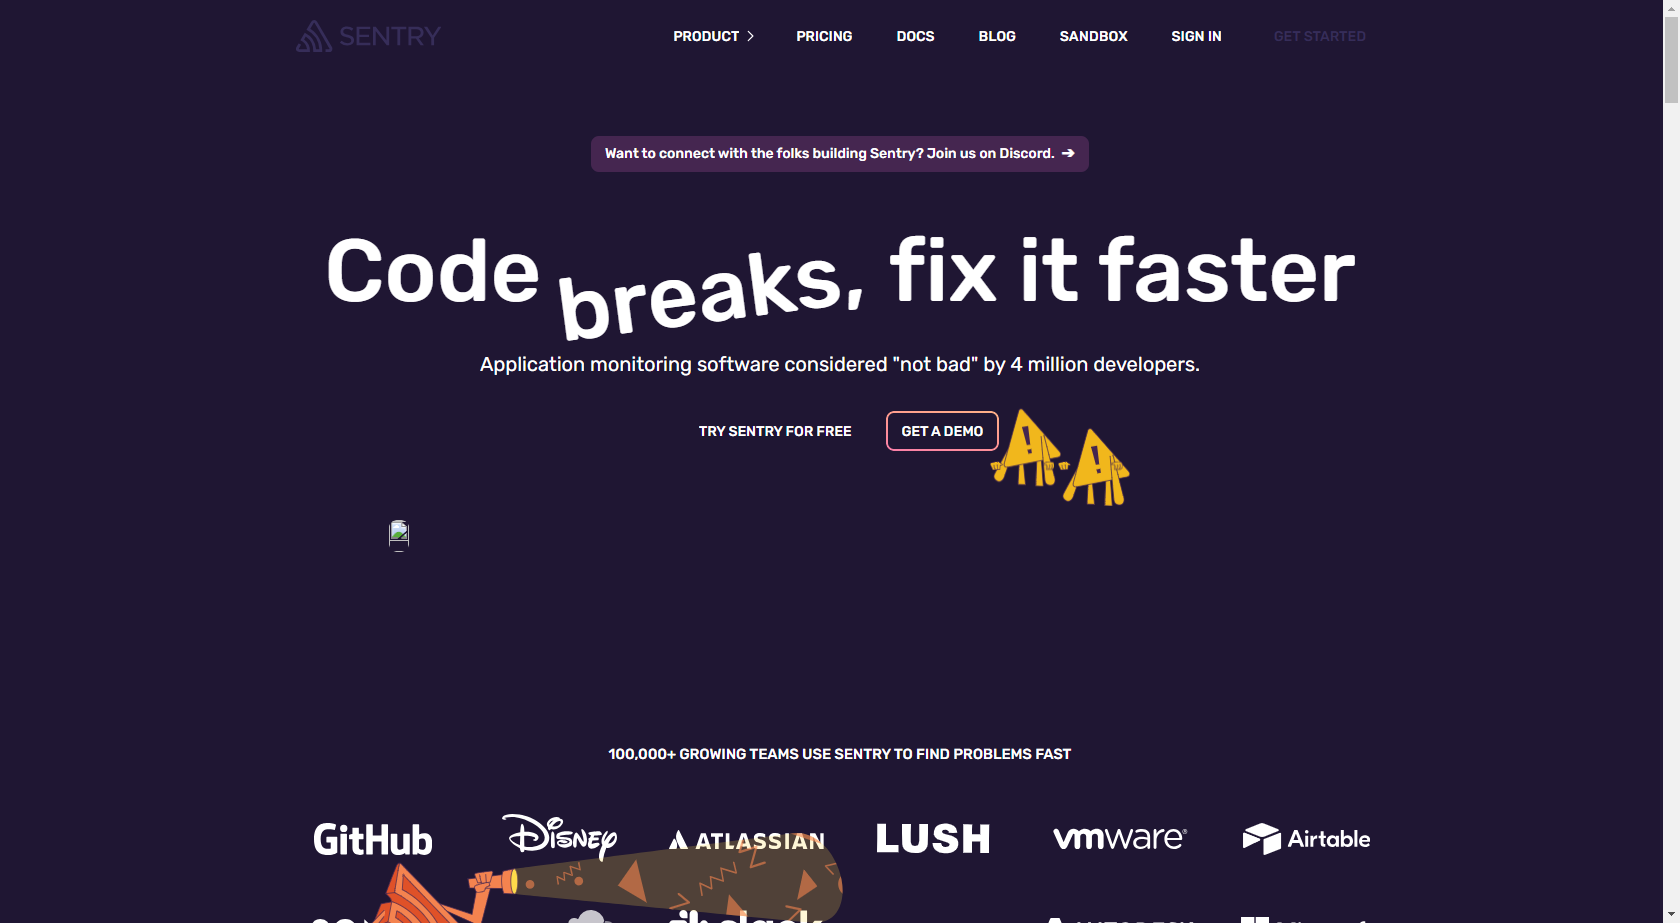 SENTRY
PRODUCT
PRICING
DOCS
BLOG
SANDBOX
SIGN IN
GET STARTED
Want to connect with the folks building Sentry? Join us on Discord. ➔
Code breaks, fix it faster
Application monitoring software considered "not bad" by 4 million developers.
TRY SENTRY FOR FREE
GET A DEMO
100,000+ GROWING TEAMS USE SENTRY TO FIND PROBLEMS FAST
GitHub
Disney
ATLASSIAN
LUSH
vmware®
Airtable
slack